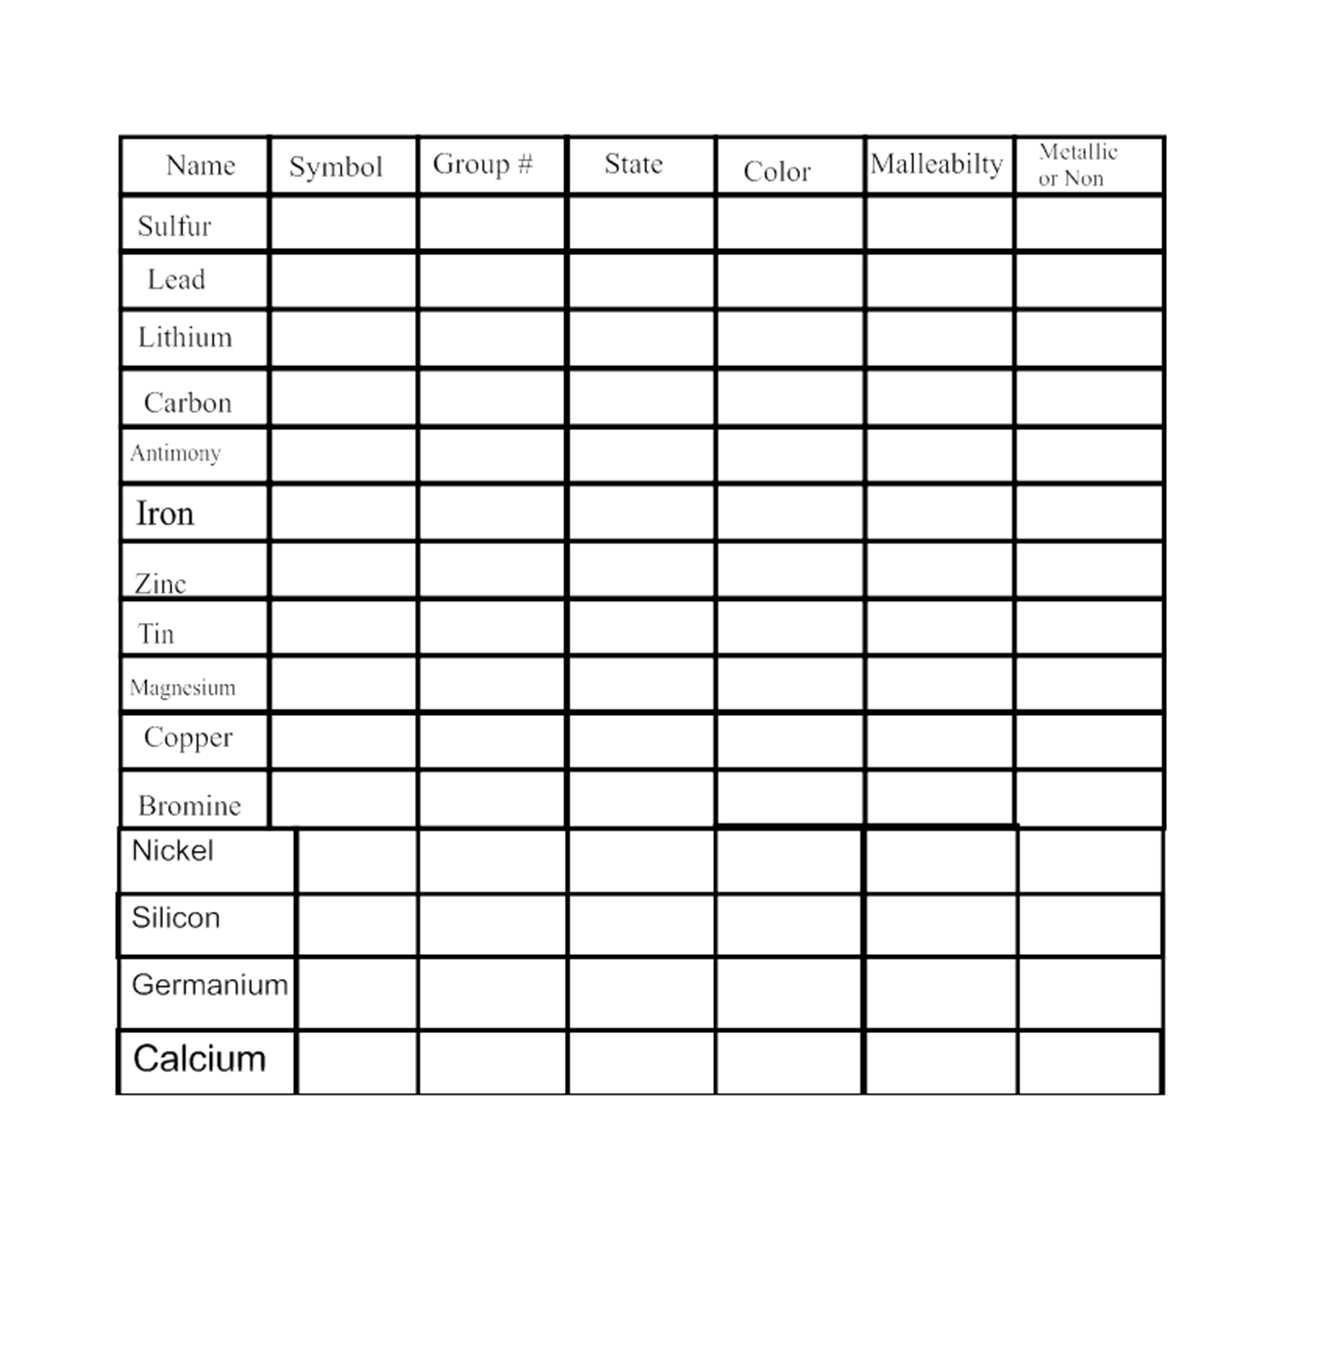 Name Symbol Group # State Color Malleabilty Metallic
or Non
Sulfur
Lead
Lithium
Carbon
Antimony
Iron
Zinc
Tin
Magnesium
Copper
Bromine
Nickel
Silicon
Germanium
Calcium